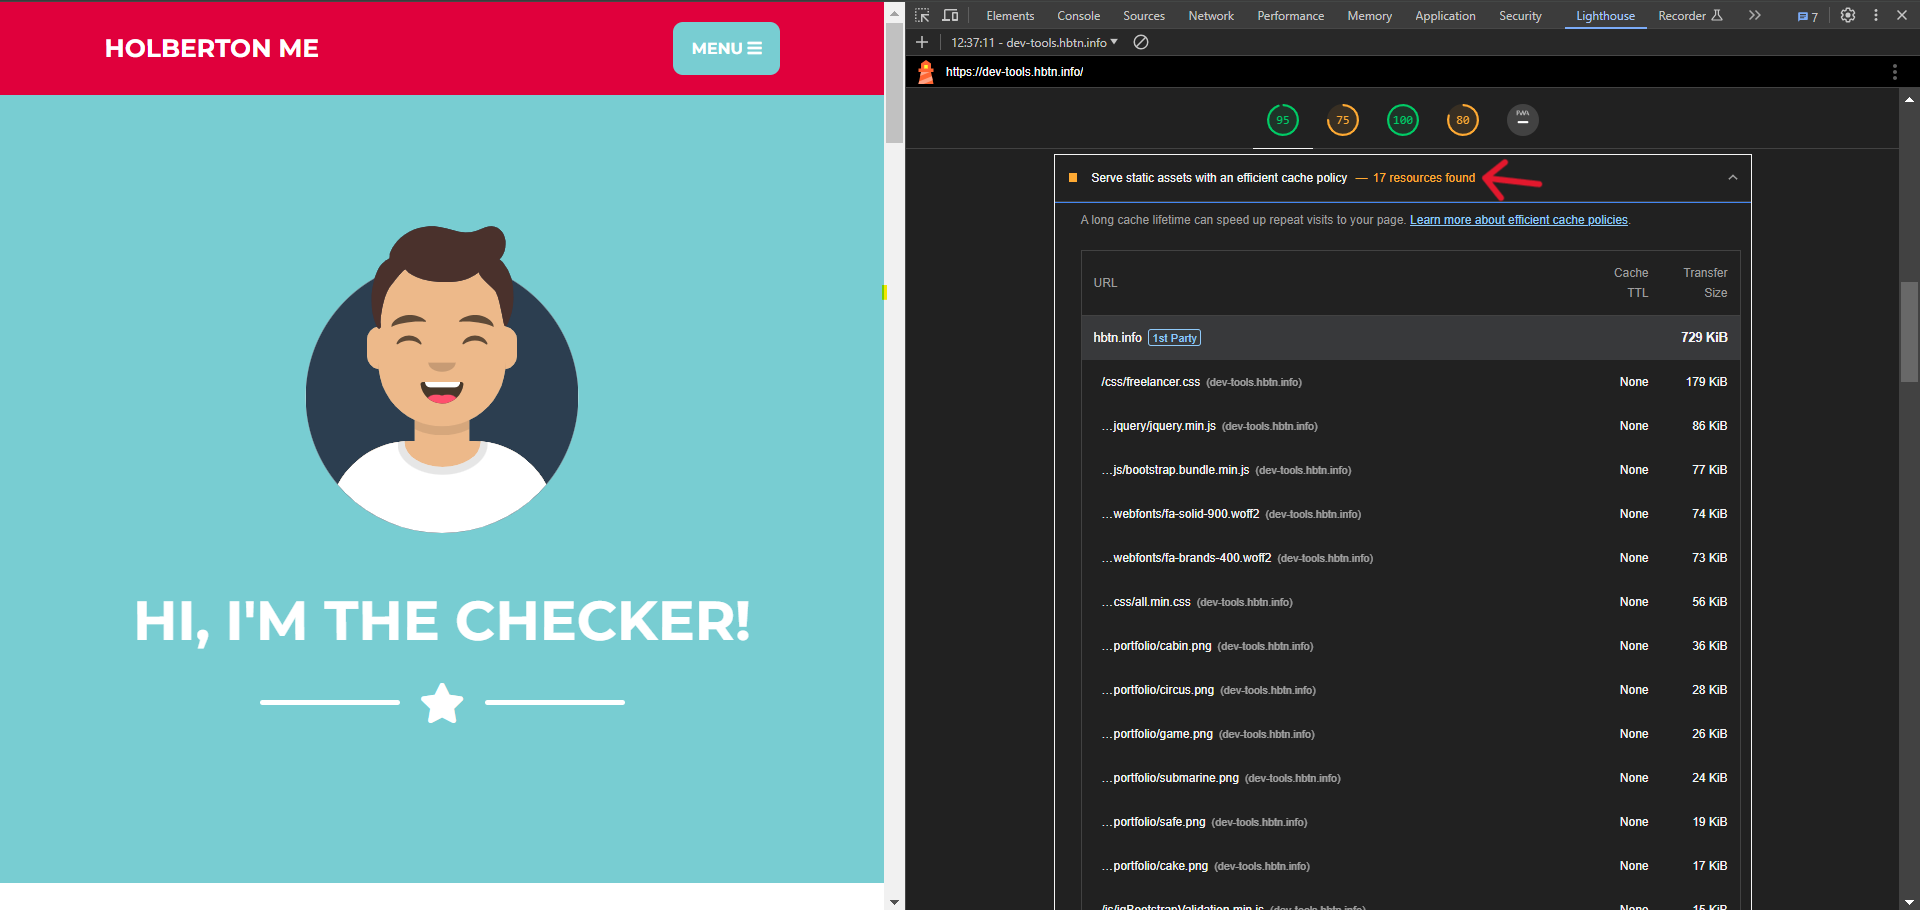 HOLBERTON ME
MENU
HI, I'M THE CHECKER!
Elements Console Sources Network Performance Memory Application Security Lighthouse Recorder 7
12:37:11 - dev-tools.hbtn.info
https://dev-tools.hbtn.info/
95 75 100 80 PWA
Serve static assets with an efficient cache policy — 17 resources found
A long cache lifetime can speed up repeat visits to your page. Learn more about efficient cache policies.
URL Cache TTL Transfer Size
hbtn.info 1st Party 729 KiB
/css/freelancer.css (dev-tools.hbtn.info) None 179 KiB
…jquery/jquery.min.js (dev-tools.hbtn.info) None 86 KiB
…js/bootstrap.bundle.min.js (dev-tools.hbtn.info) None 77 KiB
…webfonts/fa-solid-900.woff2 (dev-tools.hbtn.info) None 74 KiB
…webfonts/fa-brands-400.woff2 (dev-tools.hbtn.info) None 73 KiB
…css/all.min.css (dev-tools.hbtn.info) None 56 KiB
…portfolio/cabin.png (dev-tools.hbtn.info) None 36 KiB
…portfolio/circus.png (dev-tools.hbtn.info) None 28 KiB
…portfolio/game.png (dev-tools.hbtn.info) None 26 KiB
…portfolio/submarine.png (dev-tools.hbtn.info) None 24 KiB
…portfolio/safe.png (dev-tools.hbtn.info) None 19 KiB
…portfolio/cake.png (dev-tools.hbtn.info) None 17 KiB
/js/jqBootstrapValidation.min.js (dev-tools.hbtn.info) None 15 KiB